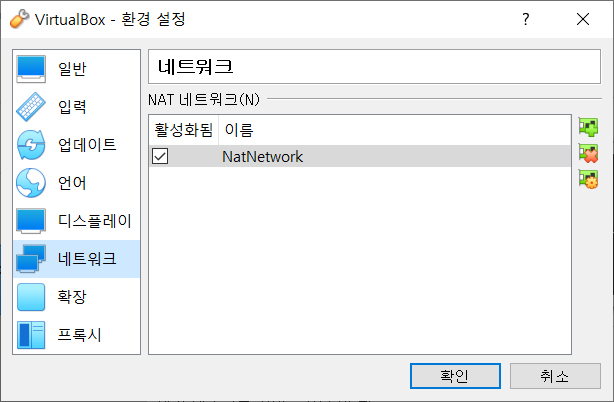 VirtualBox - 환경 설정
?
일반
입력
업데이트
언어
디스플레이
네트워크
확장
프록시
네트워크
NAT 네트워크(N)
활성화됨 이름
NatNetwork
확인 취소